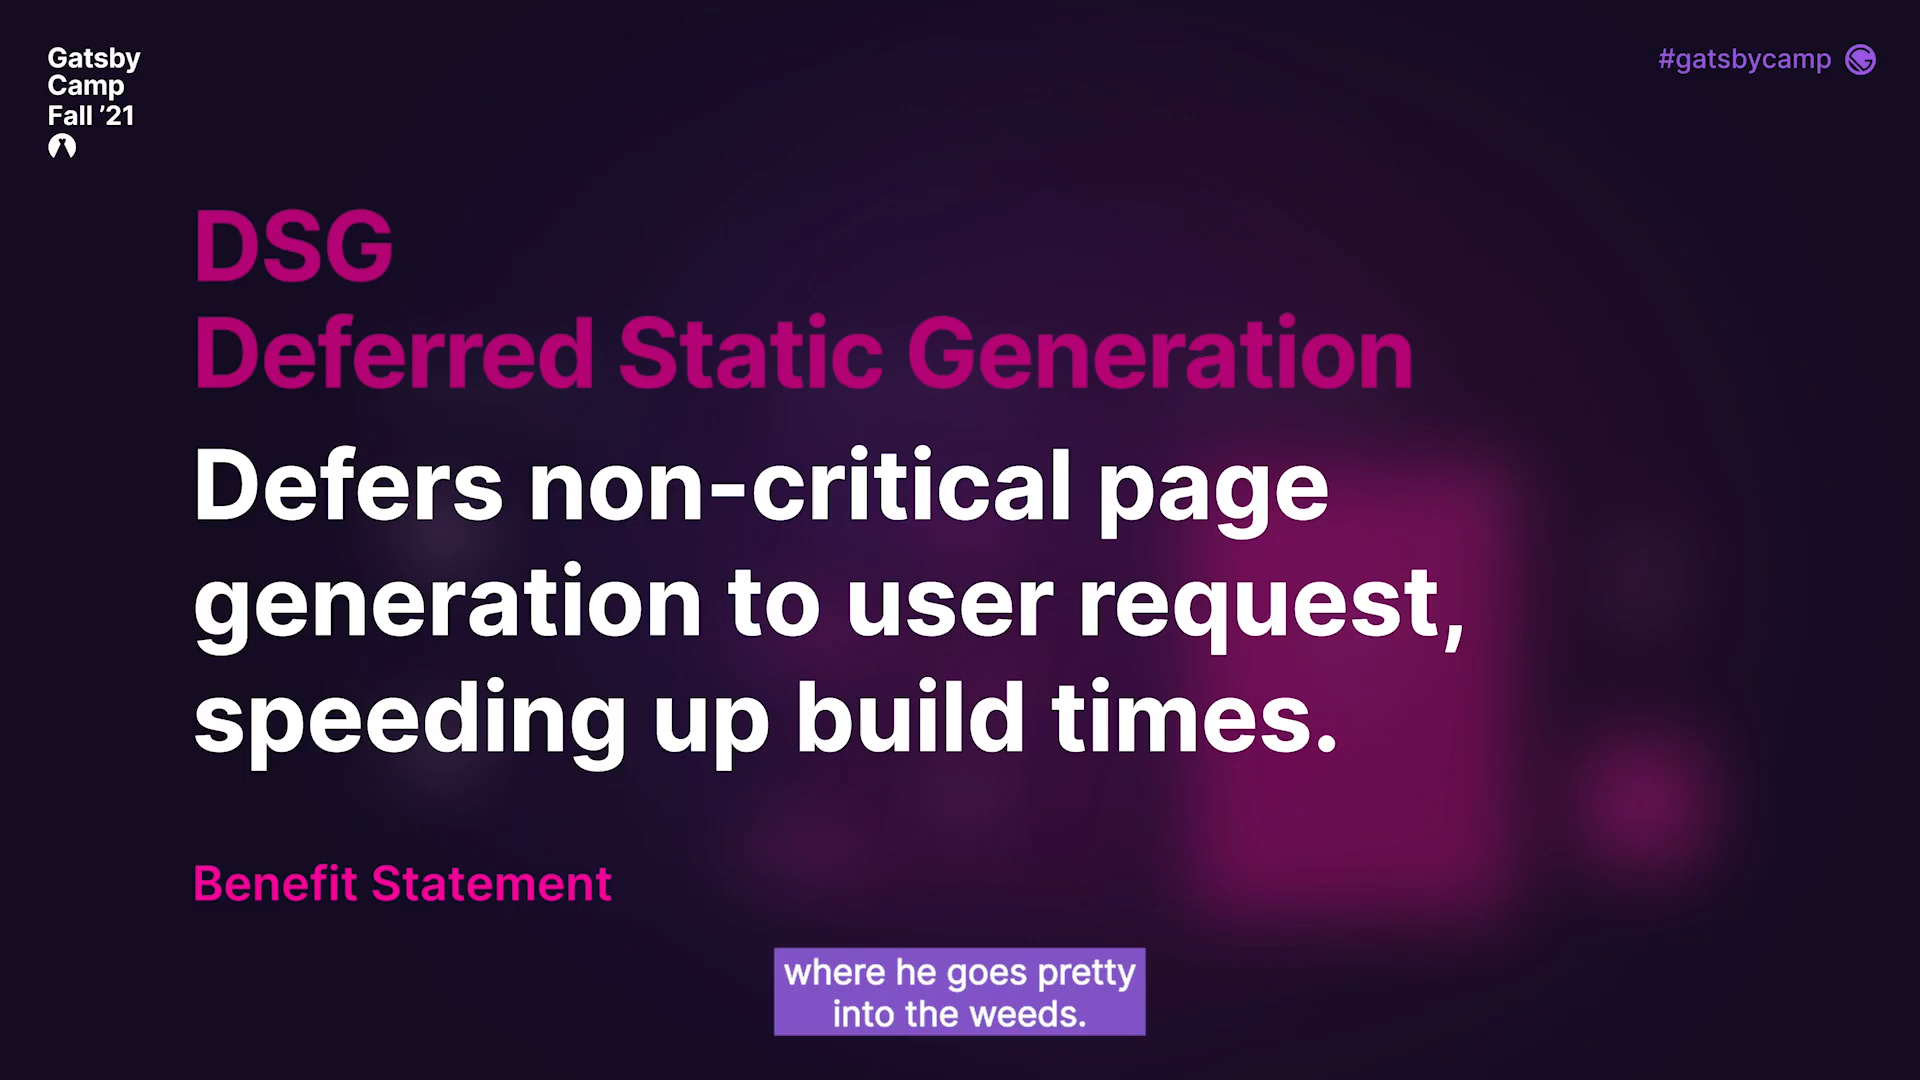 Gatsby
Camp
Fall ’21
#gatsbycamp
DSG
Deferred Static Generation
Defers non-critical page
generation to user request,
speeding up build times.
Benefit Statement
where he goes pretty
into the weeds.